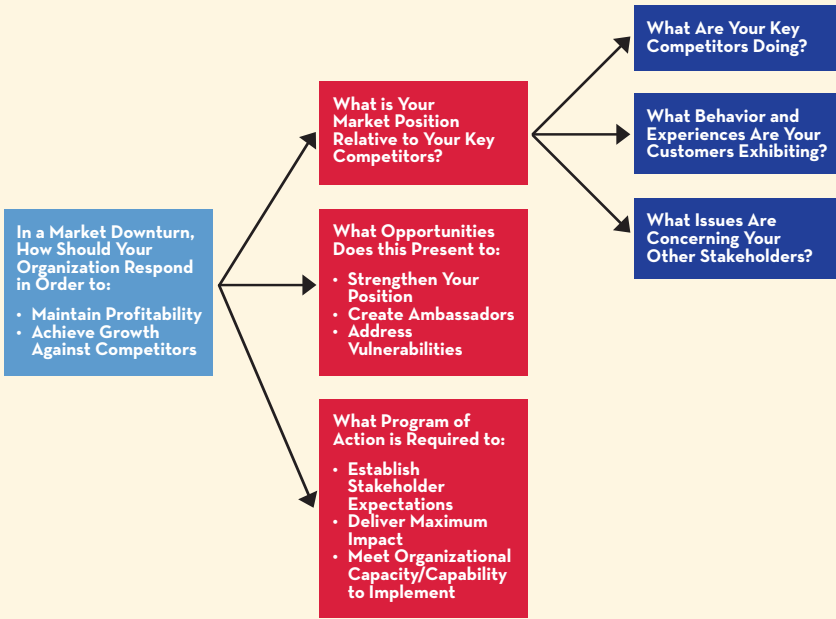 In a Market Downturn,
How Should Your
Organization Respond
in Order to:
• Maintain Profitability
• Achieve Growth
Against Competitors
What is Your
Market Position
Relative to Your Key
Competitors?
What Opportunities
Does this Present to:
• Strengthen Your
Position
• Create Ambassadors
• Address
Vulnerabilities
What Program of
Action is Required to:
• Establish
Stakeholder
Expectations
• Deliver Maximum
Impact
• Meet Organizational
Capacity/Capability
to Implement
What Are Your Key
Competitors Doing?
What Behavior and
Experiences Are Your
Customers Exhibiting?
What Issues Are
Concerning Your
Other Stakeholders?